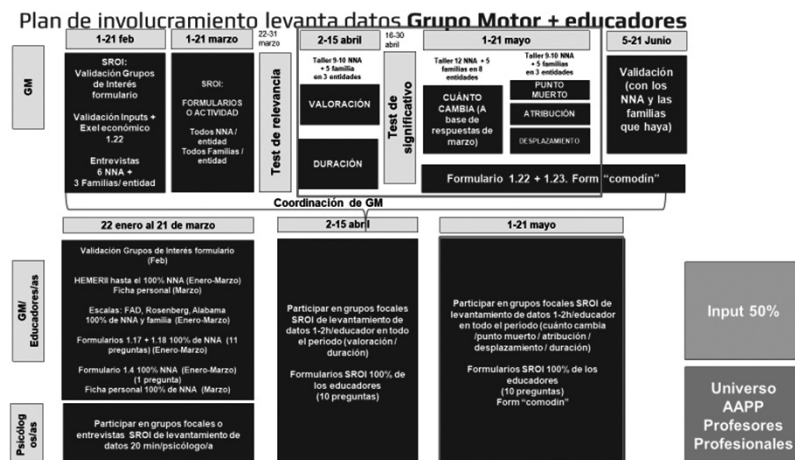 Plan de involucramiento levanta datos Grupo Motor + educadores
GM
1-21 feb
SROI:
Validación Grupos
de Interés
formulario
Validación Inputs +
Exel económico
1.22
Entrevistas
6 NNA +
3 Familias/ entidad
1-21 marzo
SROI:
FORMULARIOS
O ACTIVIDAD
Todos NNA /
entidad
Todos Familias /
entidad
22-31
marzo
Test de relevancia
2-15 abril
Taller 9-10 NNA
+ 5 familia
en 3 entidades
VALORACIÓN
DURACIÓN
16-30
abril
Test de
significativo
1-21 mayo
Taller 12 NNA + 5
familias en 8
entidades
CUÁNTO
CAMBIA (A
base de
respuestas de
marzo)
Taller 9-10 NNA
+ 5 familias
en 3 entidades
PUNTO
MUERTO
ATRIBUCIÓN
DESPLAZAMIENTO
5-21 Junio
Validación
(con los
NNA y las
familias
que haya)
Formulario 1.22 + 1.23. Form “comodín”
Coordinación de GM
GM/
Educadores/as
22 enero al 21 de marzo
Validación Grupos de Interés formulario
(Feb)
HEMERII hasta el 100% NNA (Enero-Marzo)
Ficha personal (Marzo)
Escalas: FAD, Rosenberg, Alabama
100% de NNA y familia (Enero-Marzo)
Formularios 1.17 + 1.18 100% de NNA (11
preguntas) (Enero-Marzo)
Formulario 1.4 100% NNA (Enero-Marzo)
(1 pregunta)
Ficha personal 100% de NNA (Marzo)
2-15 abril
Participar en grupos focales
SROI de levantamiento de
datos 1-2h/educador en todo
el periodo (valoración /
duración)
Formularios SROI 100% de
los educadores
(10 preguntas)
1-21 mayo
Participar en grupos focales SROI de
levantamiento de datos 1-2h/educador
en todo el periodo (cuánto cambia
/punto muerto / atribución /
desplazamiento / duración)
Formularios SROI 100% de los
educadores
(10 preguntas)
Form “comodín”
Psicólog
os/as
Participar en grupos focales o
entrevistas SROI de levantamiento de
datos 20 min/psicólogo/a
Input 50%
Universo
AAPP
Profesores
Profesionales